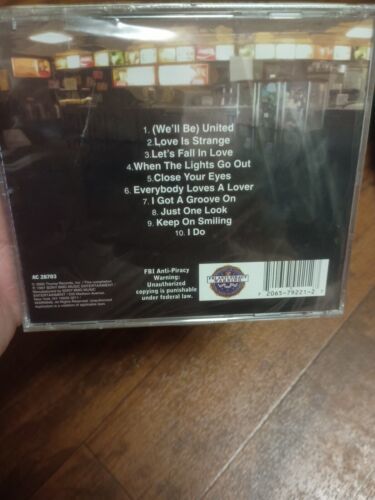 1. (We'll Be) United
2. Love Is Strange
3. Let's Fall In Love
4. When The Lights Go Out
5. Close Your Eyes
6. Everybody Loves A Lover
7. I Got A Groove On
8. Just One Look
9. Keep On Smiling
10. I Do
AC 28703
ENTERTAINMENT
FBI Anti-Piracy
Warning:
Unauthorized
copying is punishable
under federal law.
7 2065-79221-2